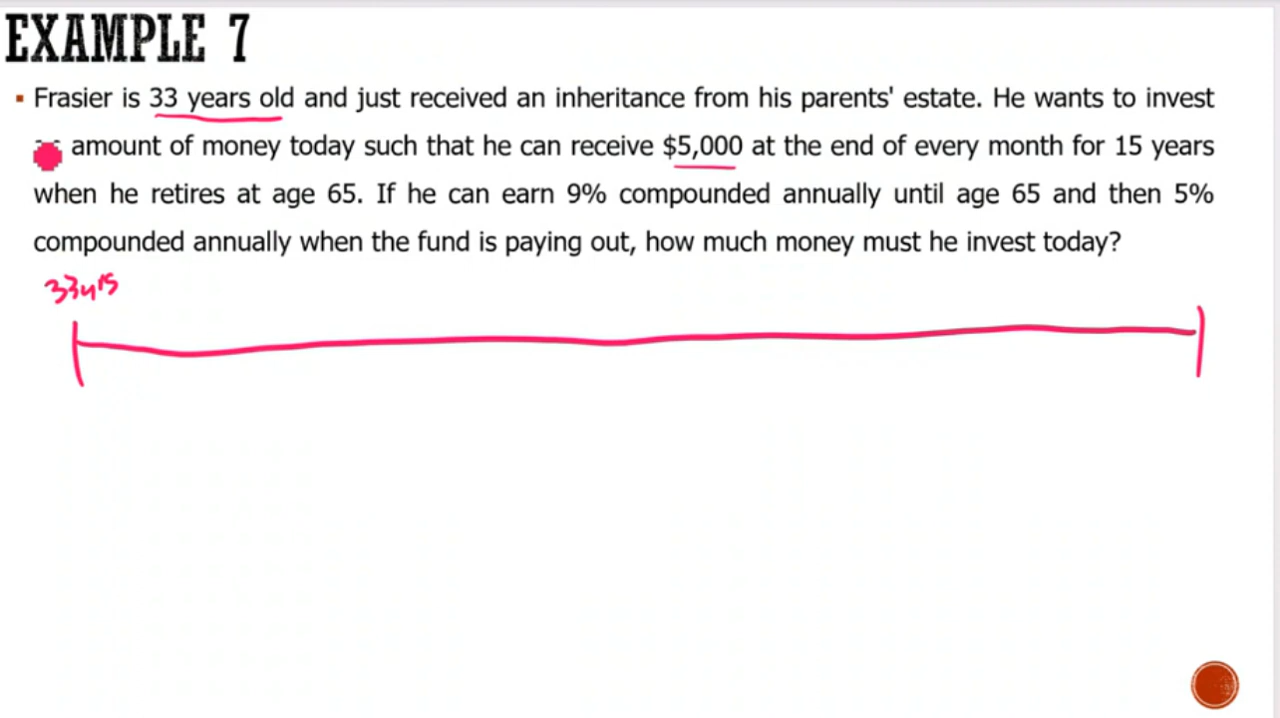 EXAMPLE 7
Frasier is 33 years old and just received an inheritance from his parents' estate. He wants to invest
amount of money today such that he can receive $5,000 at the end of every month for 15 years
when he retires at age 65. If he can earn 9% compounded annually until age 65 and then 5%
compounded annually when the fund is paying out, how much money must he invest today?
33yrs